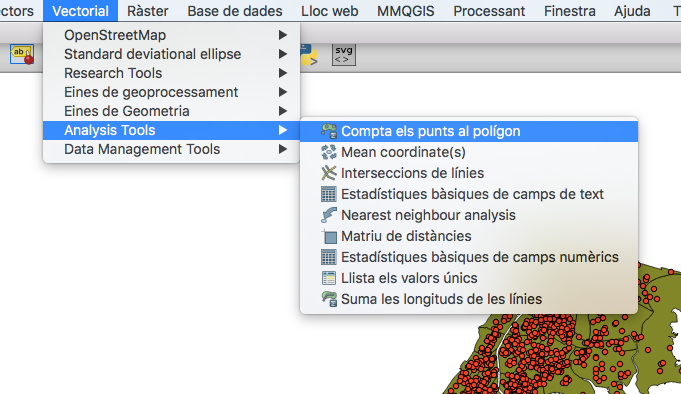 ectors Vectorial Ràster Base de dades Lloc web MMQGIS Processant Finestra Ajuda
ab
svg
<>
OpenStreetMap
Standard deviational ellipse
Research Tools
Eines de geoprocessament
Eines de Geometria
Analysis Tools
Data Management Tools
Compta els punts al polígon
Mean coordinate(s)
Interseccions de línies
Estadístiques bàsiques de camps de text
Nearest neighbour analysis
Matriu de distàncies
Estadístiques bàsiques de camps numèrics
Llista els valors únics
Suma les longituds de les línies